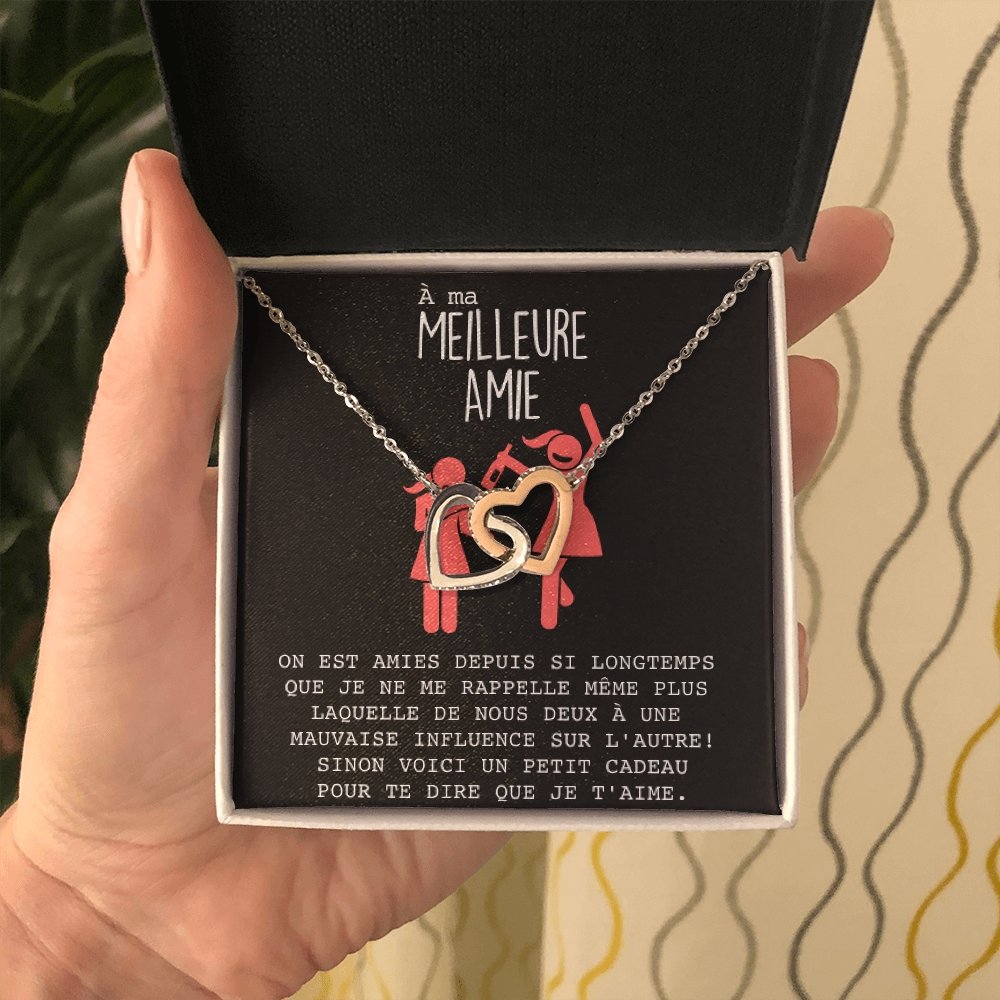 À ma
MEILLEURE
AMIE
ON EST AMIES DEPUIS SI LONGTEMPS
QUE JE NE ME RAPPELLE MÊME PLUS
LAQUELLE DE NOUS DEUX À UNE
MAUVAISE INFLUENCE SUR L'AUTRE!
SINON VOICI UN PETIT CADEAU
POUR TE DIRE QUE JE T'AIME.